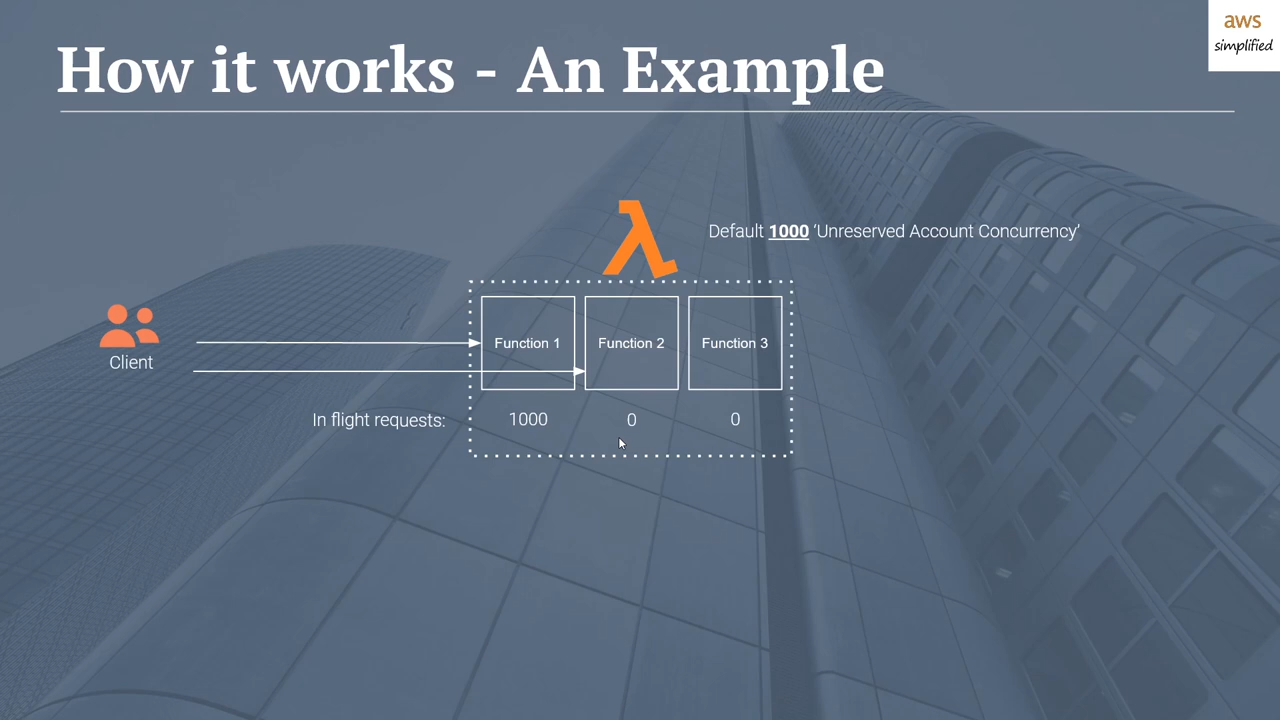 aws
simplified
How it works - An Example
Default 1000 ‘Unreserved Account Concurrency’
Function 1
Function 2
Function 3
Client
In flight requests:
1000
0
0